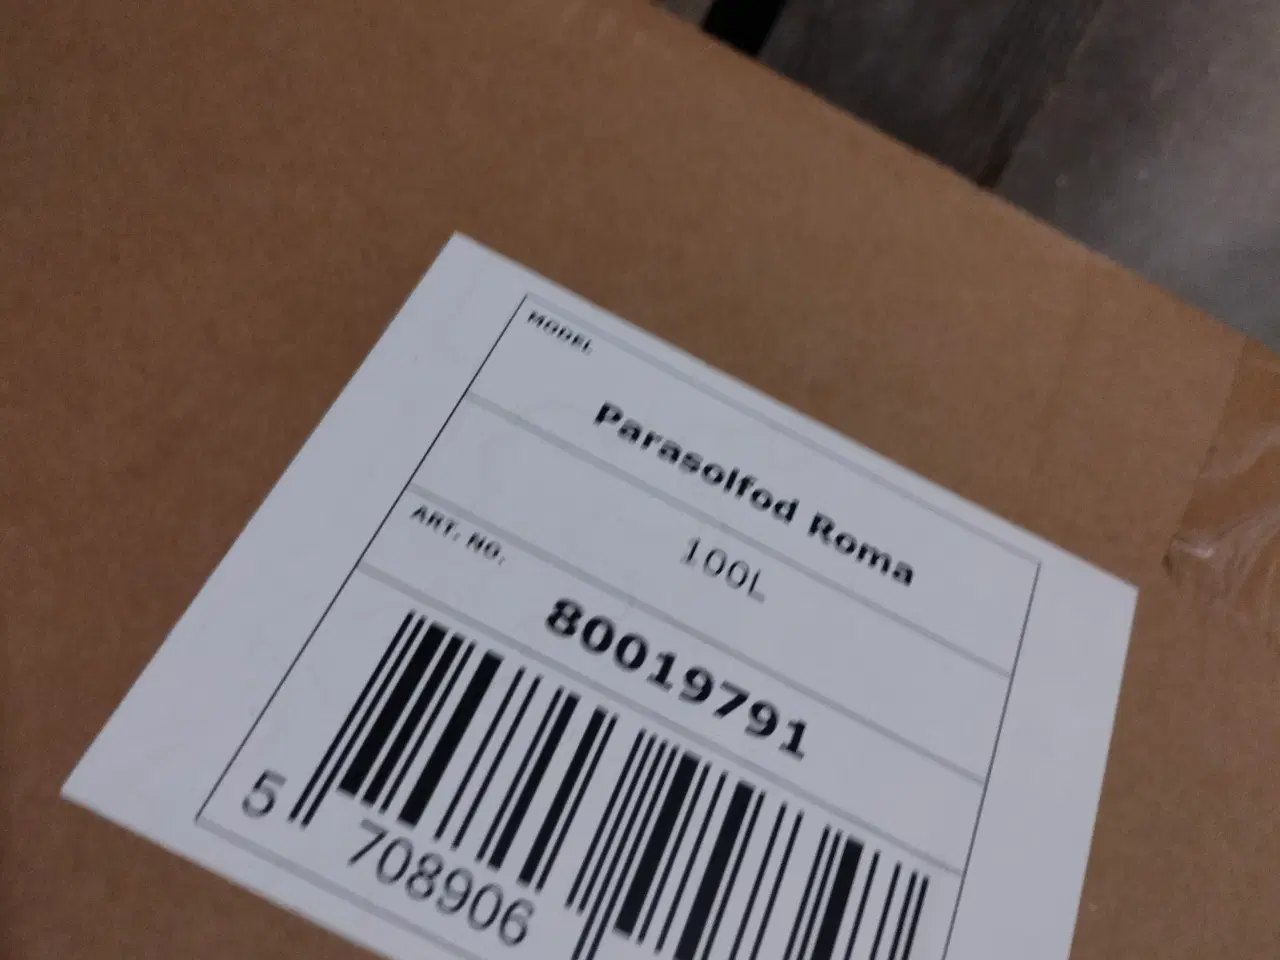 MODEL
Parasolfod Roma
100L
ART. NO.
80019791
5 708906